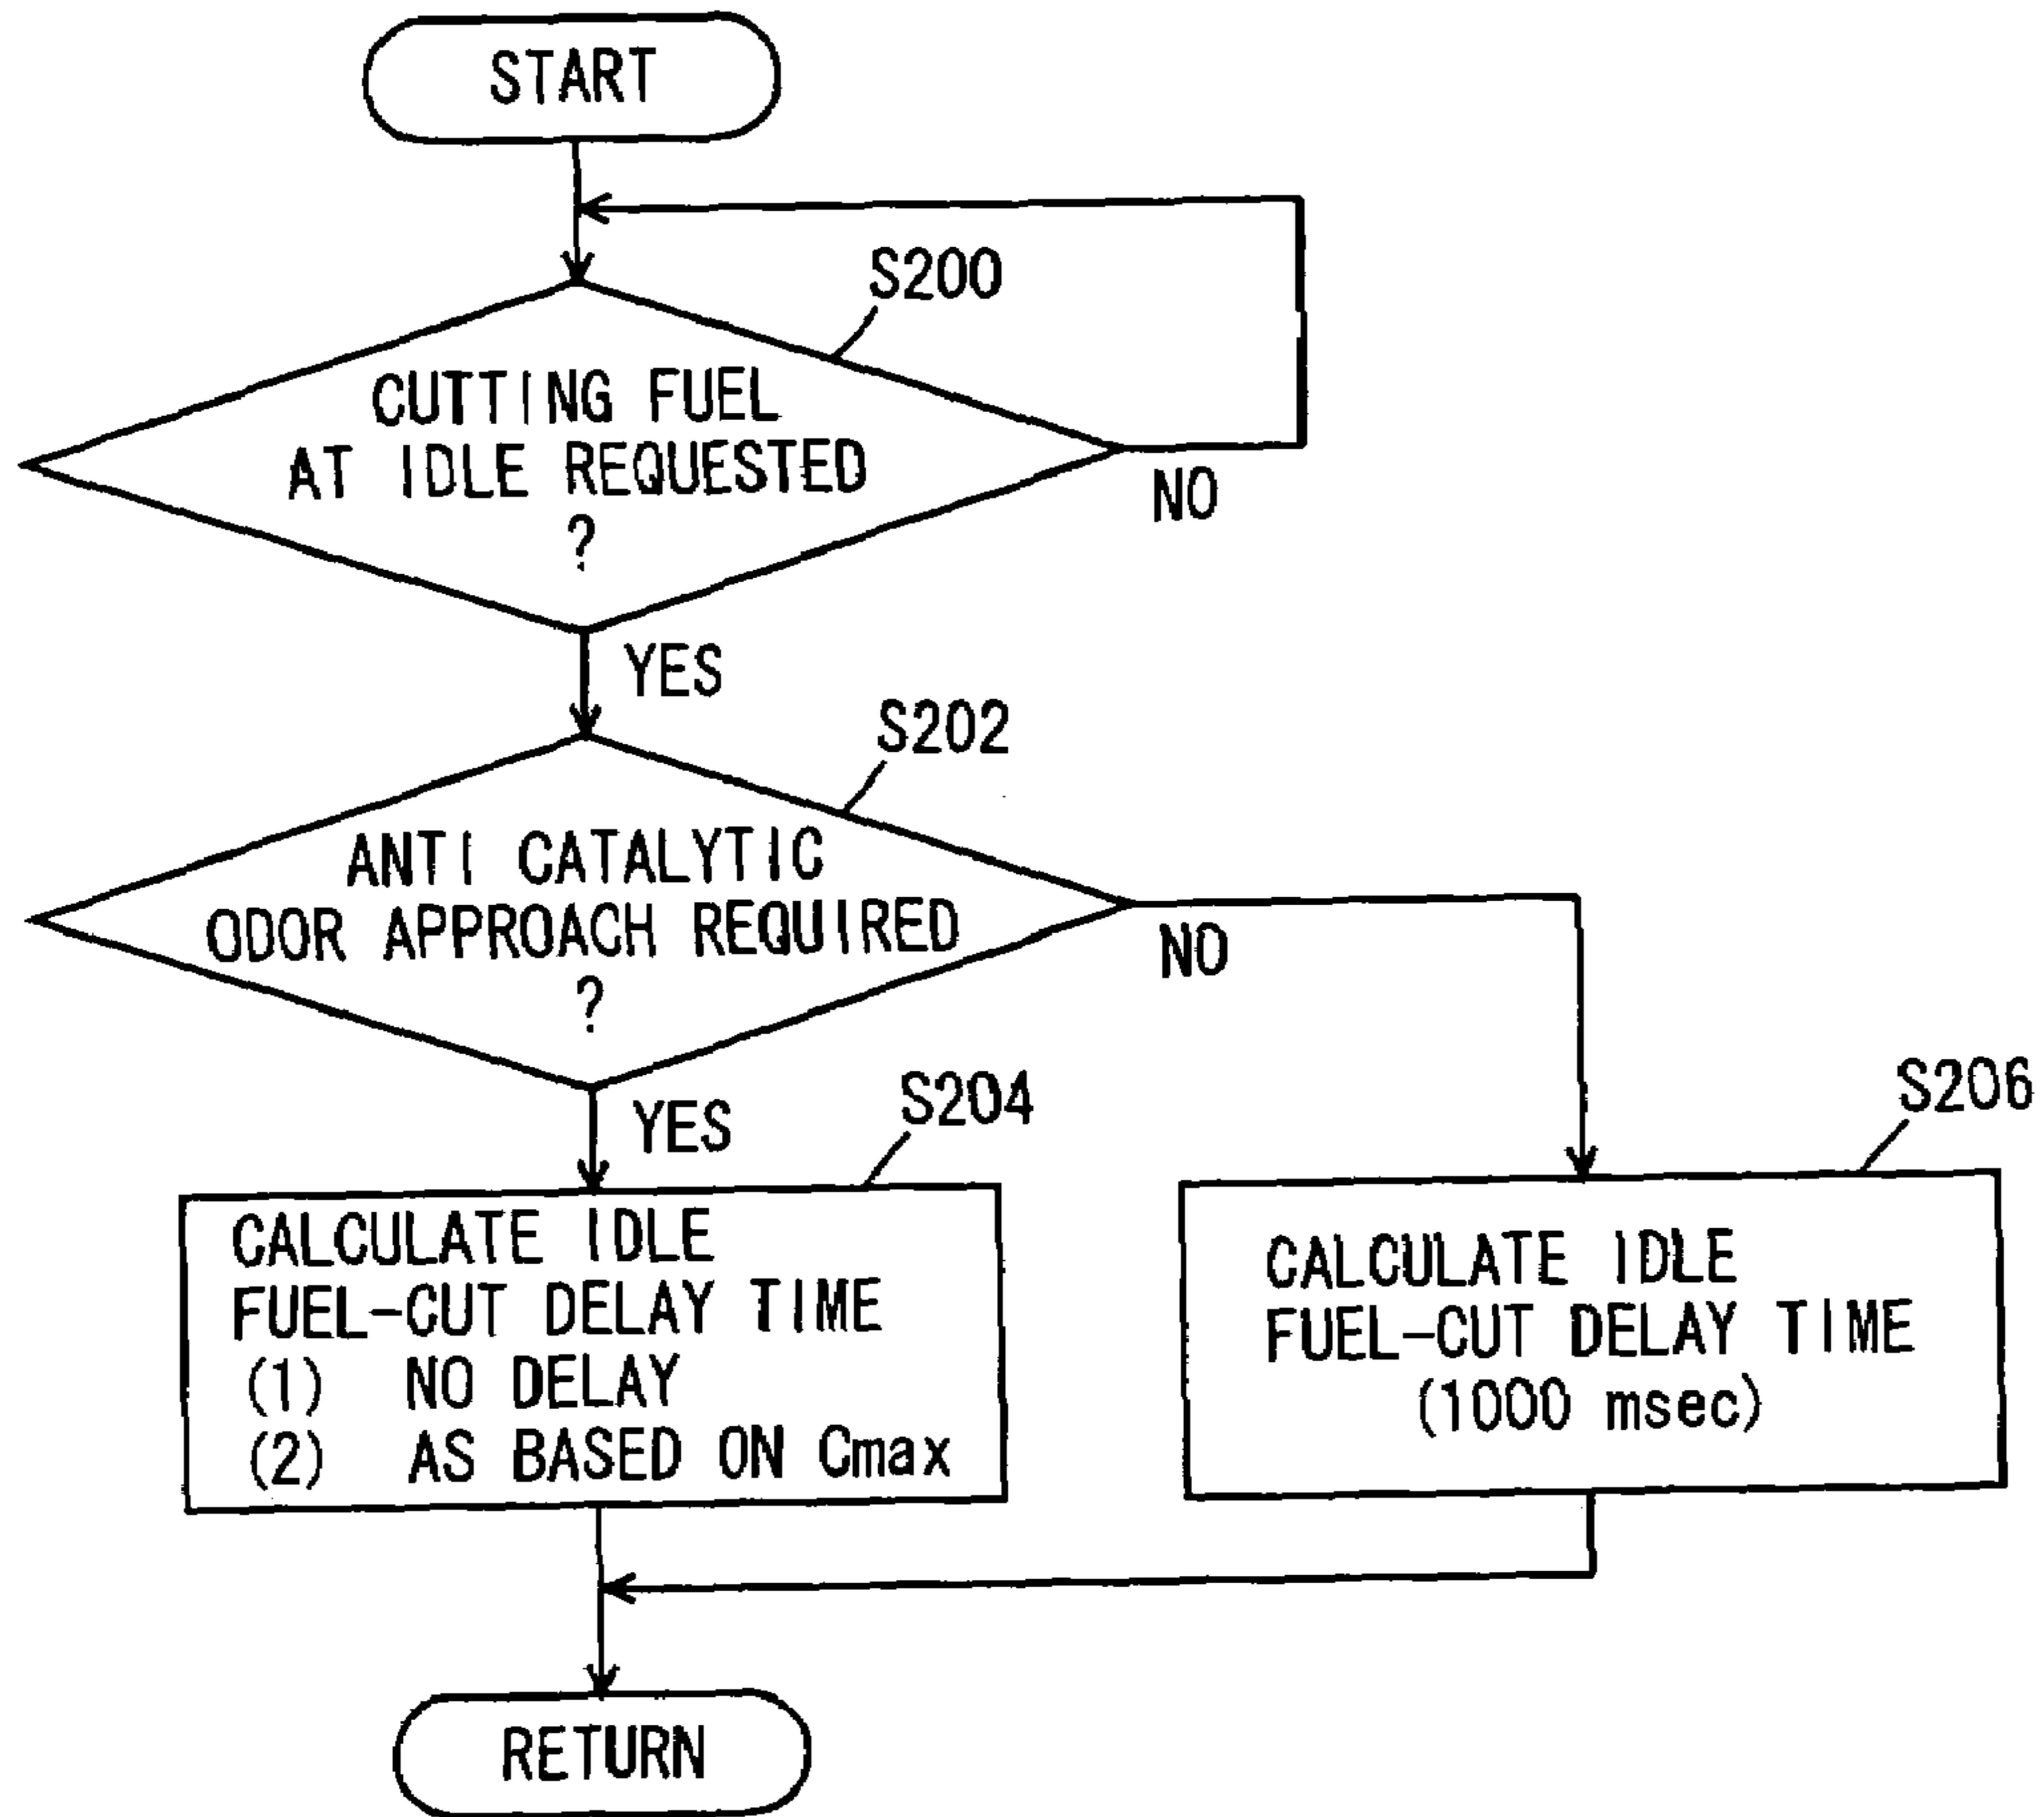 START
S200
CUTTING FUEL
AT IDLE REQUESTED
?
NO
YES
S202
ANTI CATALYTIC
ODOR APPROACH REQUIRED
?
NO
YES
S204
CALCULATE IDLE
FUEL-CUT DELAY TIME
(1) NO DELAY
(2) AS BASED ON Cmax
S206
CALCULATE IDLE
FUEL-CUT DELAY TIME
(1000 msec)
RETURN